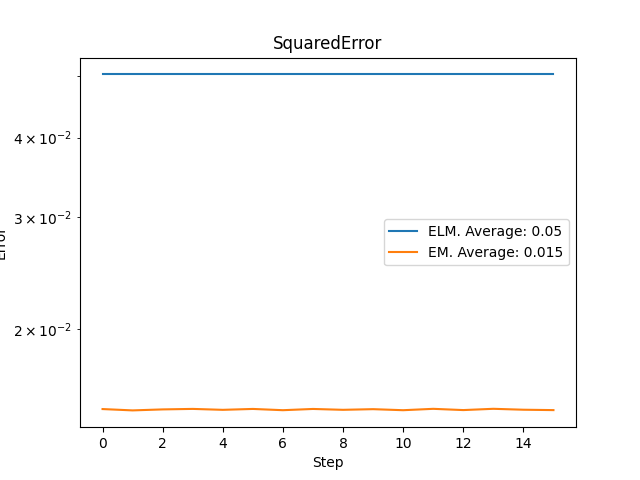 SquaredError
4 × 10⁻²
3 × 10⁻²
2 × 10⁻²
Error
ELM. Average: 0.05
EM. Average: 0.015
0 2 4 6 8 10 12 14
Step